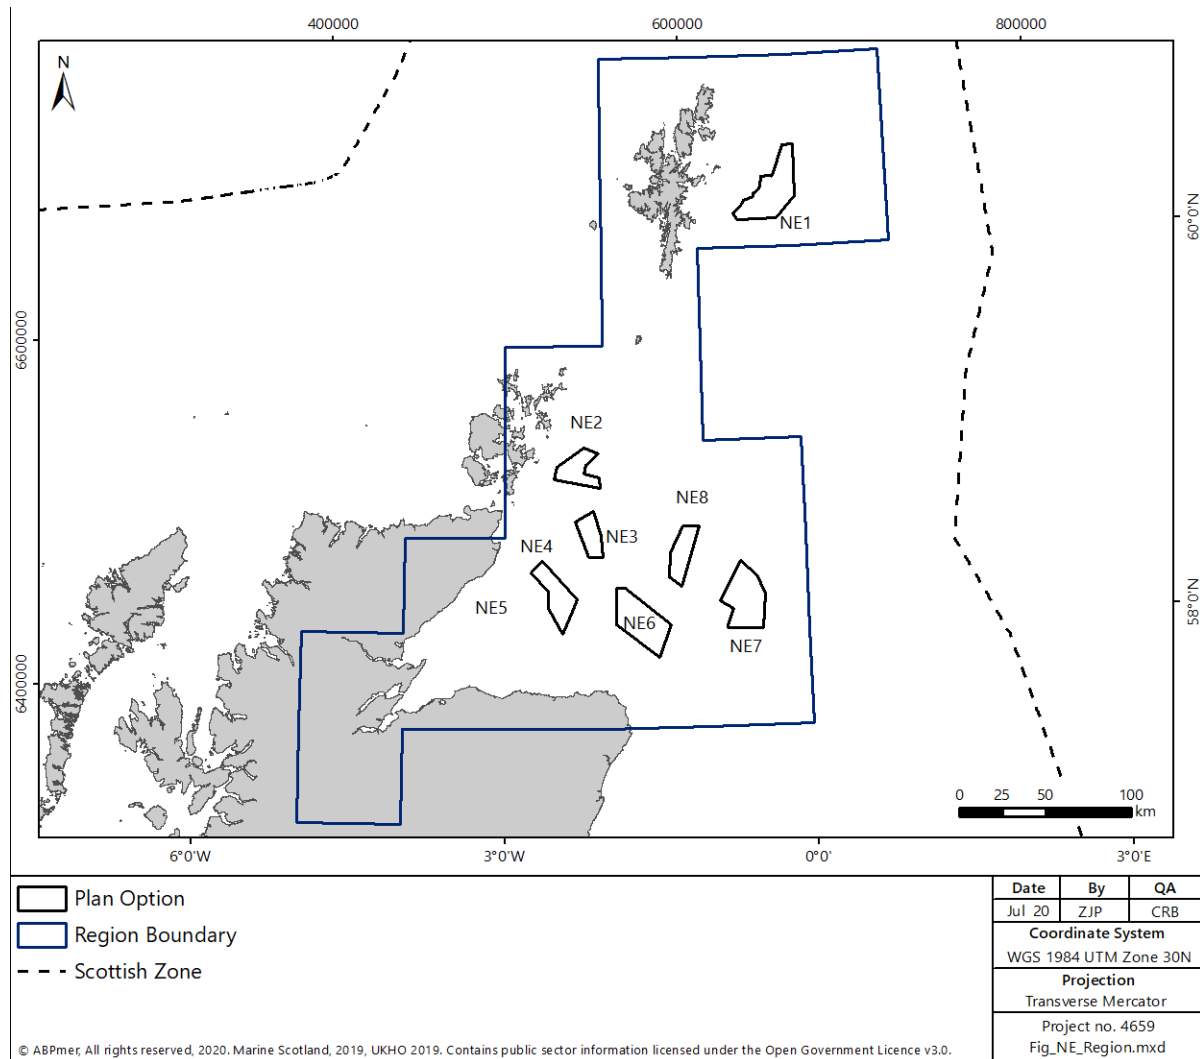 400000
600000
800000
N
NE1
60°0'N
6600000
NE2
NE8
NE3
NE4
NE5
NE6
58°0'N
NE7
6400000
0 25 50 100
km
6°0'W
3°0'W
0°0'
3°0'E
Plan Option
Region Boundary
Scottish Zone
Date By QA
Jul 20 ZJP CRB
Coordinate System
WGS 1984 UTM Zone 30N
Projection
Transverse Mercator
Project no. 4659
Fig_NE_Region.mxd
© ABPmer, All rights reserved, 2020. Marine Scotland, 2019, UKHO 2019. Contains public sector information licensed under the Open Government Licence v3.0.